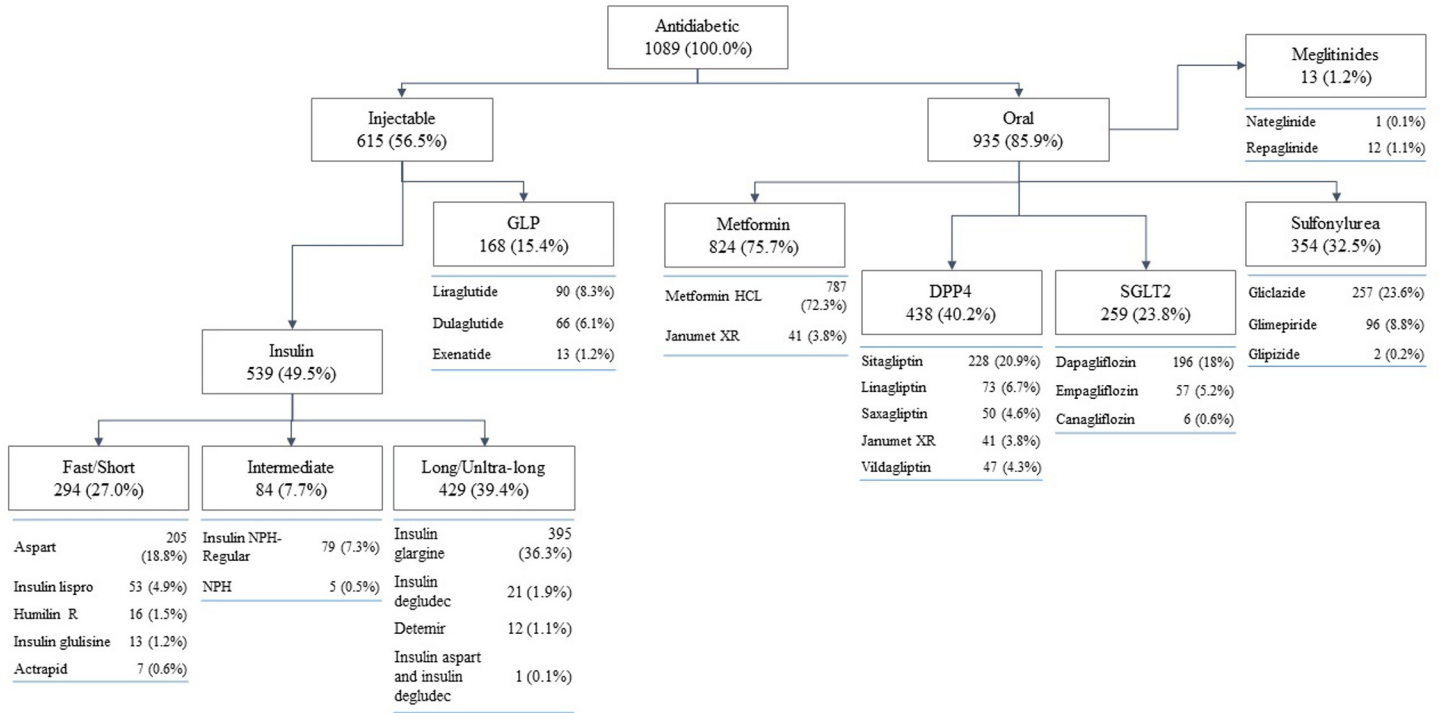 Antidiabetic
1089 (100.0%)
Meglitinides
13 (1.2%)
Nateglinide 1 (0.1%)
Repaglinide 12 (1.1%)
Injectable
615 (56.5%)
Oral
935 (85.9%)
GLP
168 (15.4%)
Liraglutide 90 (8.3%)
Dulaglutide 66 (6.1%)
Exenatide 13 (1.2%)
Metformin
824 (75.7%)
Metformin HCL 787
(72.3%)
Janumet XR 41 (3.8%)
DPP4
438 (40.2%)
Sitagliptin 228 (20.9%)
Linagliptin 73 (6.7%)
Saxagliptin 50 (4.6%)
Janumet XR 41 (3.8%)
Vildagliptin 47 (4.3%)
SGLT2
259 (23.8%)
Dapagliflozin 196 (18%)
Empagliflozin 57 (5.2%)
Canagliflozin 6 (0.6%)
Sulfonylurea
354 (32.5%)
Gliclazide 257 (23.6%)
Glimepiride 96 (8.8%)
Glipizide 2 (0.2%)
Insulin
539 (49.5%)
Fast/Short
294 (27.0%)
Aspart 205
(18.8%)
Insulin lispro 53 (4.9%)
Humilin R 16 (1.5%)
Insulin glulisine 13 (1.2%)
Actrapid 7 (0.6%)
Intermediate
84 (7.7%)
Insulin NPH-
Regular 79 (7.3%)
NPH 5 (0.5%)
Long/Unltra-long
429 (39.4%)
Insulin 395
glargine (36.3%)
Insulin
degludec 21 (1.9%)
Detemir 12 (1.1%)
Insulin aspart
and insulin 1 (0.1%)
degludec